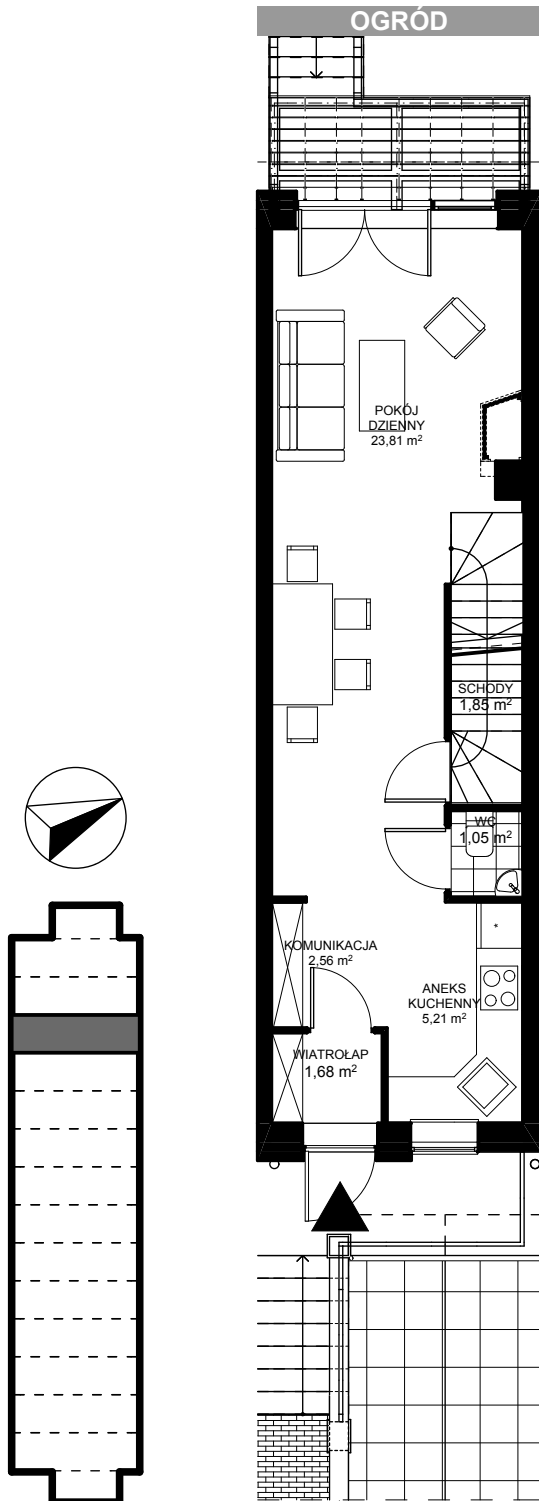 OGRÓD
POKÓJ
DZIENNY
23,81 m²
SCHODY
1,85 m²
WC
1,05 m²
KOMUNIKACJA
2,56 m²
ANEKS
KUCHENNY
5,21 m²
WIATROŁAP
1,68 m²